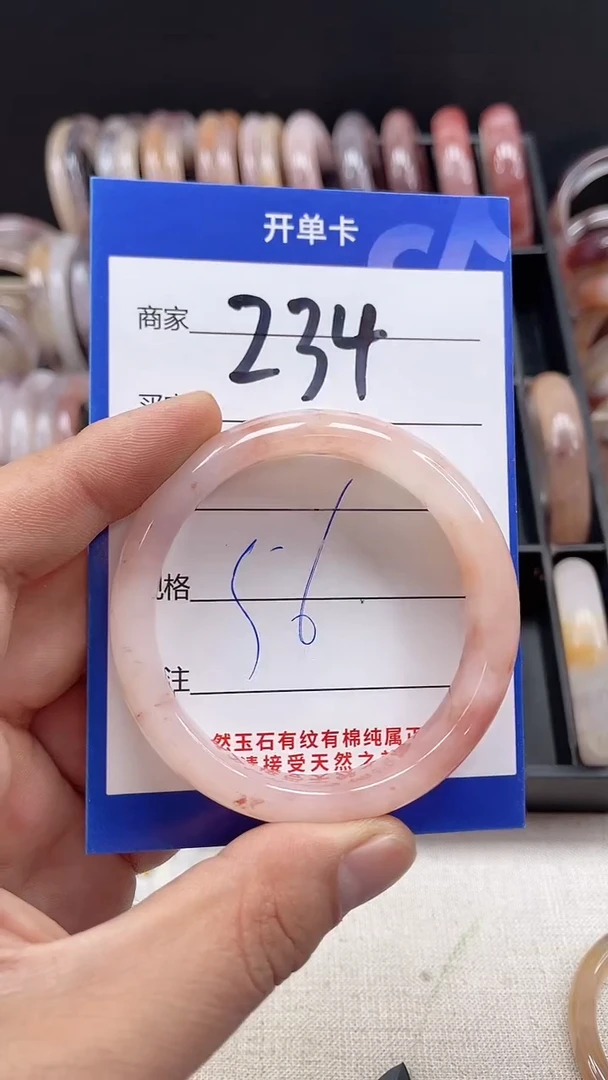 开单卡
商家 234
格 56
注
然玉石有纹有棉纯属正
请接受天然之